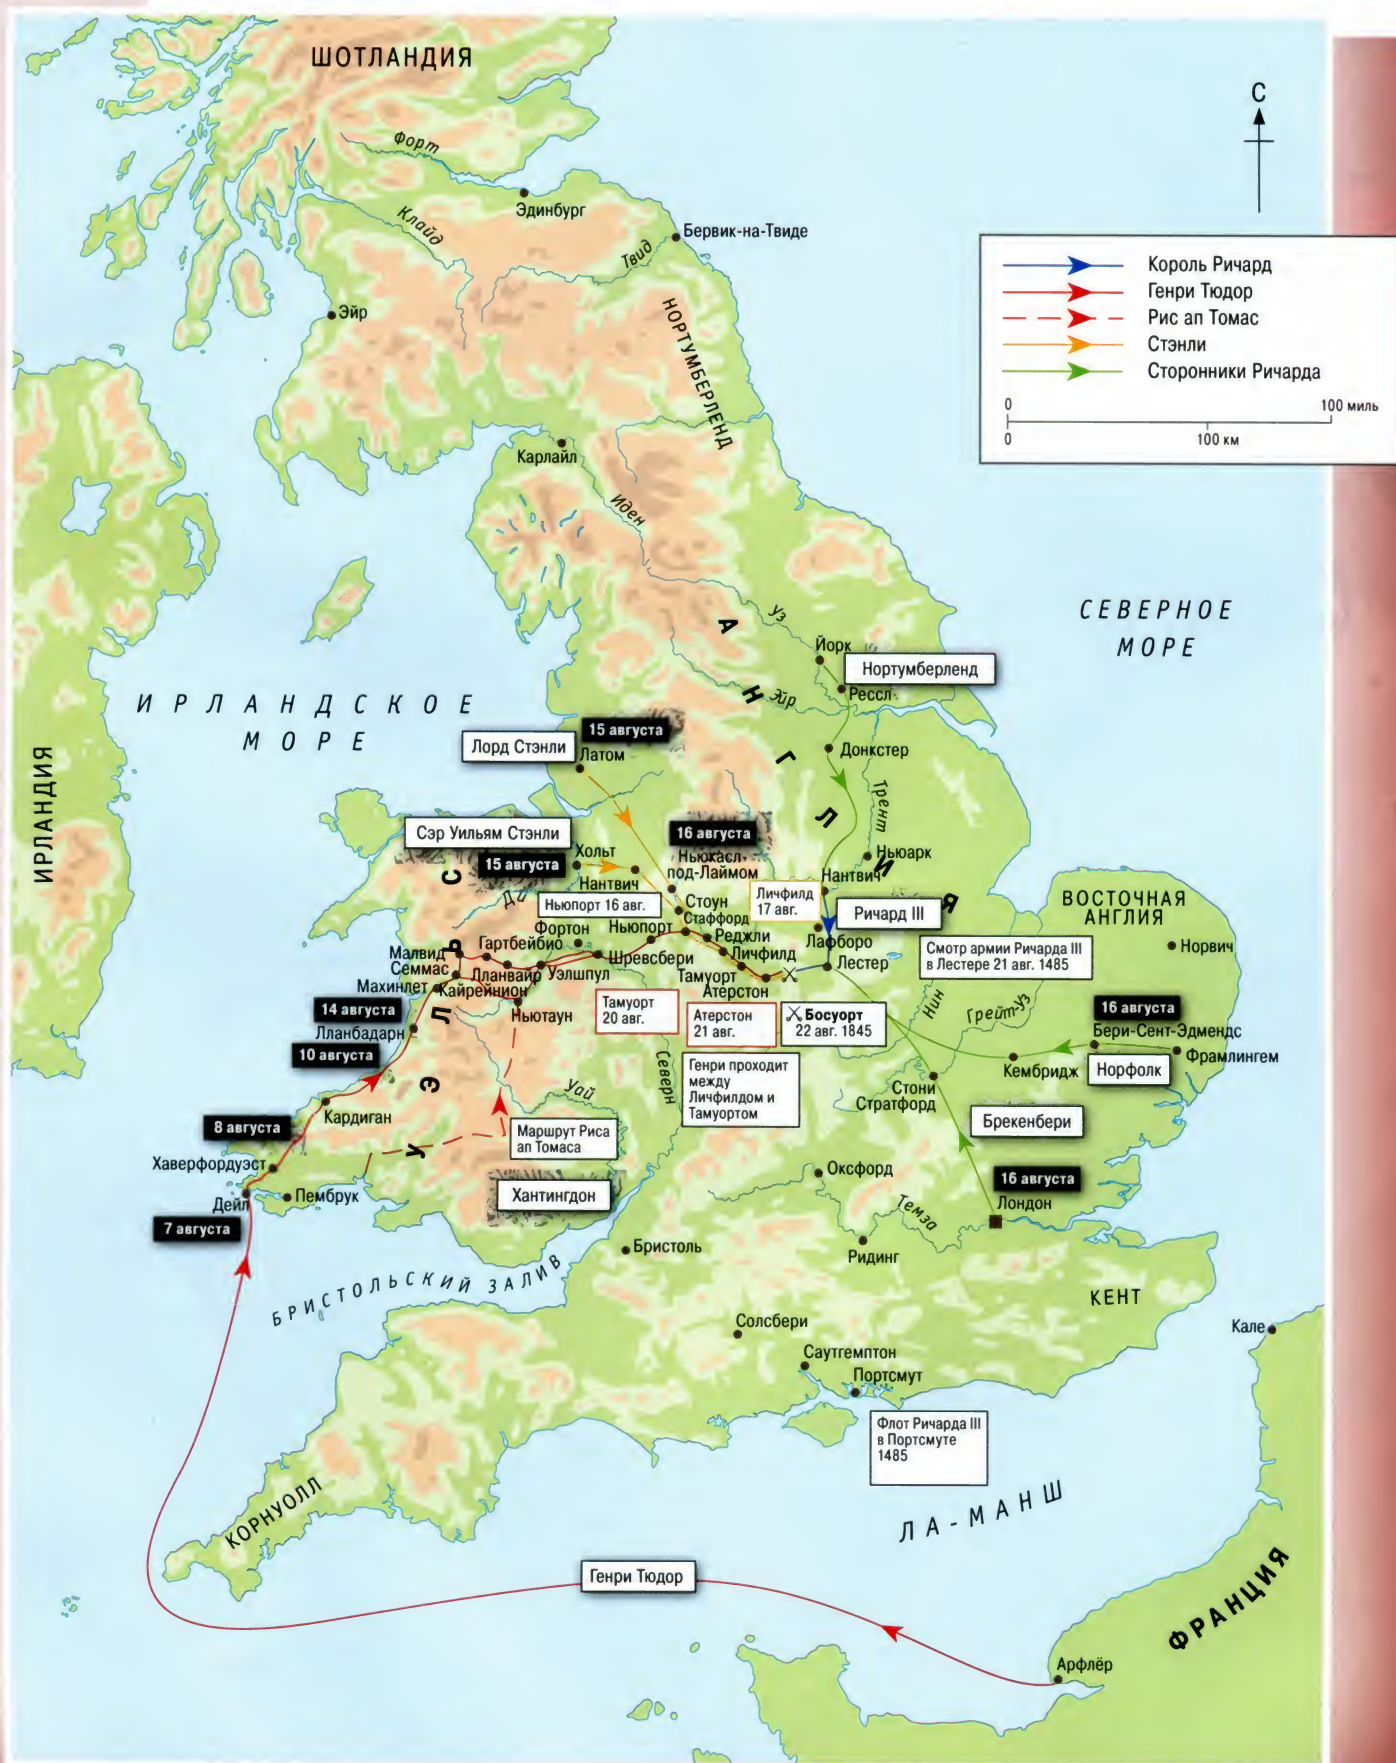 ШОТЛАНДИЯ
С
Форт
Эдинбург
Клайд
Твид
Бервик-на-Твиде
Эйр
НОРТУМБЕРЛЕНД
Король Ричард
Генри Тюдор
Рис ап Томас
Стэнли
Сторонники Ричарда
0
100 миль
0
100 км
Карлайл
Иден
СЕВЕРНОЕ
МОРЕ
Уз
Йорк
Нортумберленд
Рессл
Эйр
ИРЛАНДСКОЕ
МОРЕ
ИРЛАНДИЯ
АНГЛИЯ
УЭЛЬС
15 августа
Лорд Стэнли
Латом
Донкстер
Трент
Сэр Уильям Стэнли
16 августа
Хольт
15 августа
Ньюкасл-
под-Лаймом
Ньюарк
Нантвич
Нантвич
Ди
Ньюпорт 16 авг.
Личфилд
17 авг.
Ричард III
ВОСТОЧНАЯ
АНГЛИЯ
Стоун
Стаффорд
Фортон
Ньюпорт
Реджли
Лафборо
Норвич
Гартбейбио
Малвид
Шревсбери
Личфилд
Лестер
Смотр армии Ричарда III
в Лестере 21 авг. 1485
Семмас
Лланвайр
Уэлшпул
Тамуорт
Махинлет
Кайрейнион
Атерстон
Ньютаун
14 августа
Лланбадарн
10 августа
Тамуорт
20 авг.
Атерстон
21 авг.
Босуорт
22 авг. 1845
Нин
Грейт-Уз
16 августа
Бери-Сент-Эдмендс
Фрамлингем
Кембридж
Норфолк
Северн
Генри проходит
между
Личфилдом и
Тамуортом
Уай
Стони
Стратфорд
Брекенбери
Кардиган
8 августа
Маршрут Риса
ап Томаса
Хаверфордуэст
Дейл
Пембрук
7 августа
Хантингдон
Оксфорд
16 августа
Лондон
Темза
Бристоль
Ридинг
БРИСТОЛЬСКИЙ ЗАЛИВ
КЕНТ
Солсбери
Кале
Саутгемптон
Портсмут
Флот Ричарда III
в Портсмуте
1485
КОРНУОЛЛ
ЛА-МАНШ
Генри Тюдор
ФРАНЦИЯ
Арфлёр